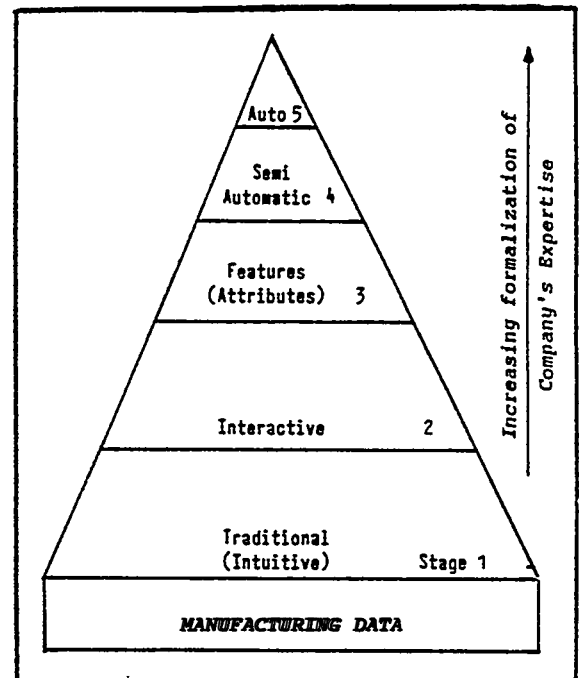 Auto 5
Semi
Automatic 4
Features
(Attributes) 3
Interactive 2
Traditional
(Intuitive) Stage 1
MANUFACTURING DATA
Increasing formalization of
Company's Expertise